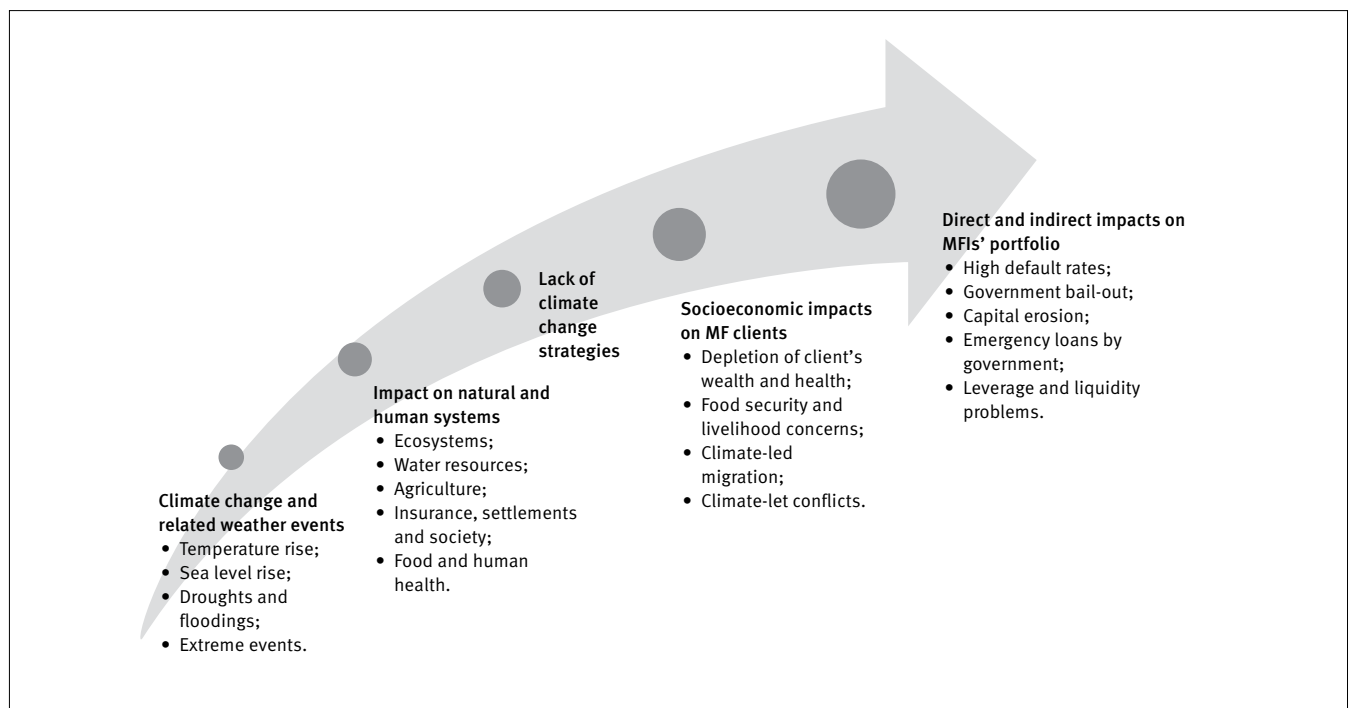 Climate change and
related weather events
• Temperature rise;
• Sea level rise;
• Droughts and
floodings;
• Extreme events.
Impact on natural and
human systems
• Ecosystems;
• Water resources;
• Agriculture;
• Insurance, settlements
and society;
• Food and human
health.
Lack of
climate
change
strategies
Socioeconomic impacts
on MF clients
• Depletion of client’s
wealth and health;
• Food security and
livelihood concerns;
• Climate-led
migration;
• Climate-let conflicts.
Direct and indirect impacts on
MFIs’ portfolio
• High default rates;
• Government bail-out;
• Capital erosion;
• Emergency loans by
government;
• Leverage and liquidity
problems.